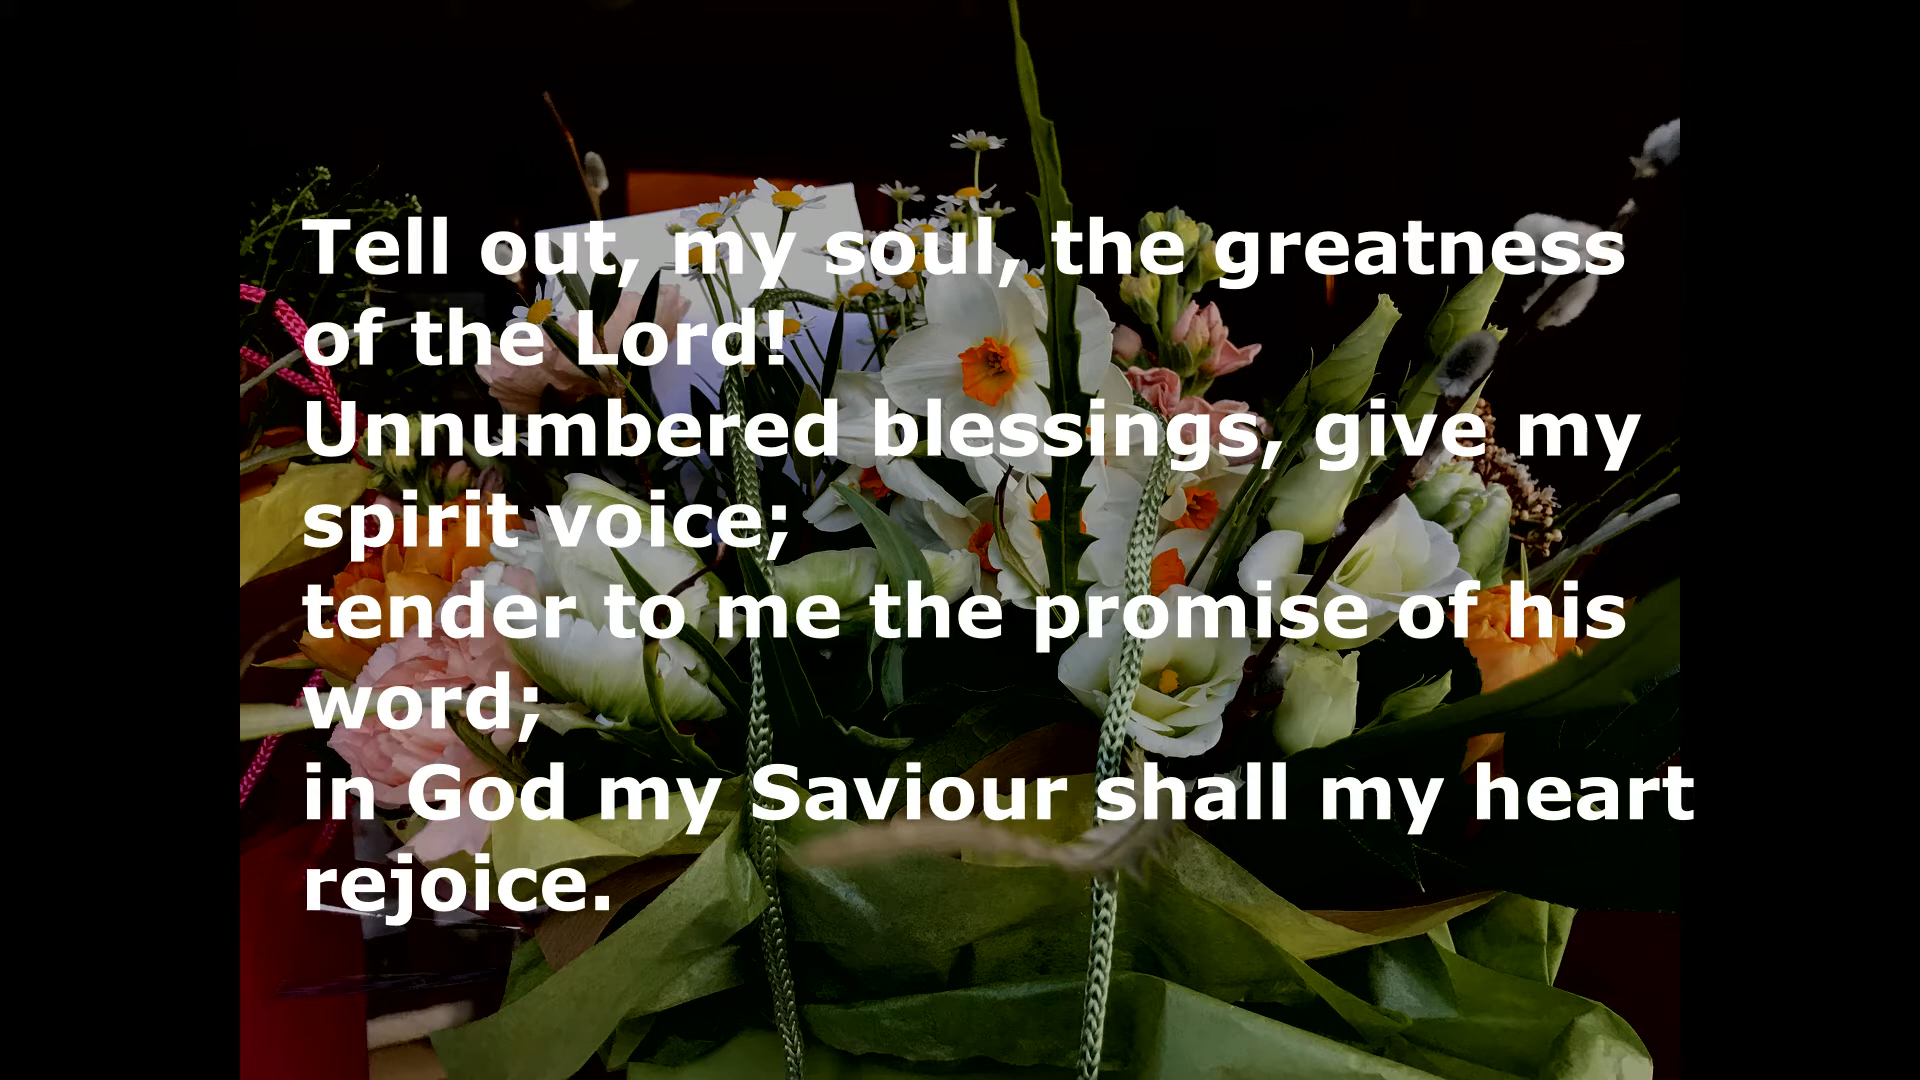 Tell out, my soul, the greatness
of the Lord!
Unnumbered blessings, give my
spirit voice;
tender to me the promise of his
word;
in God my Saviour shall my heart
rejoice.